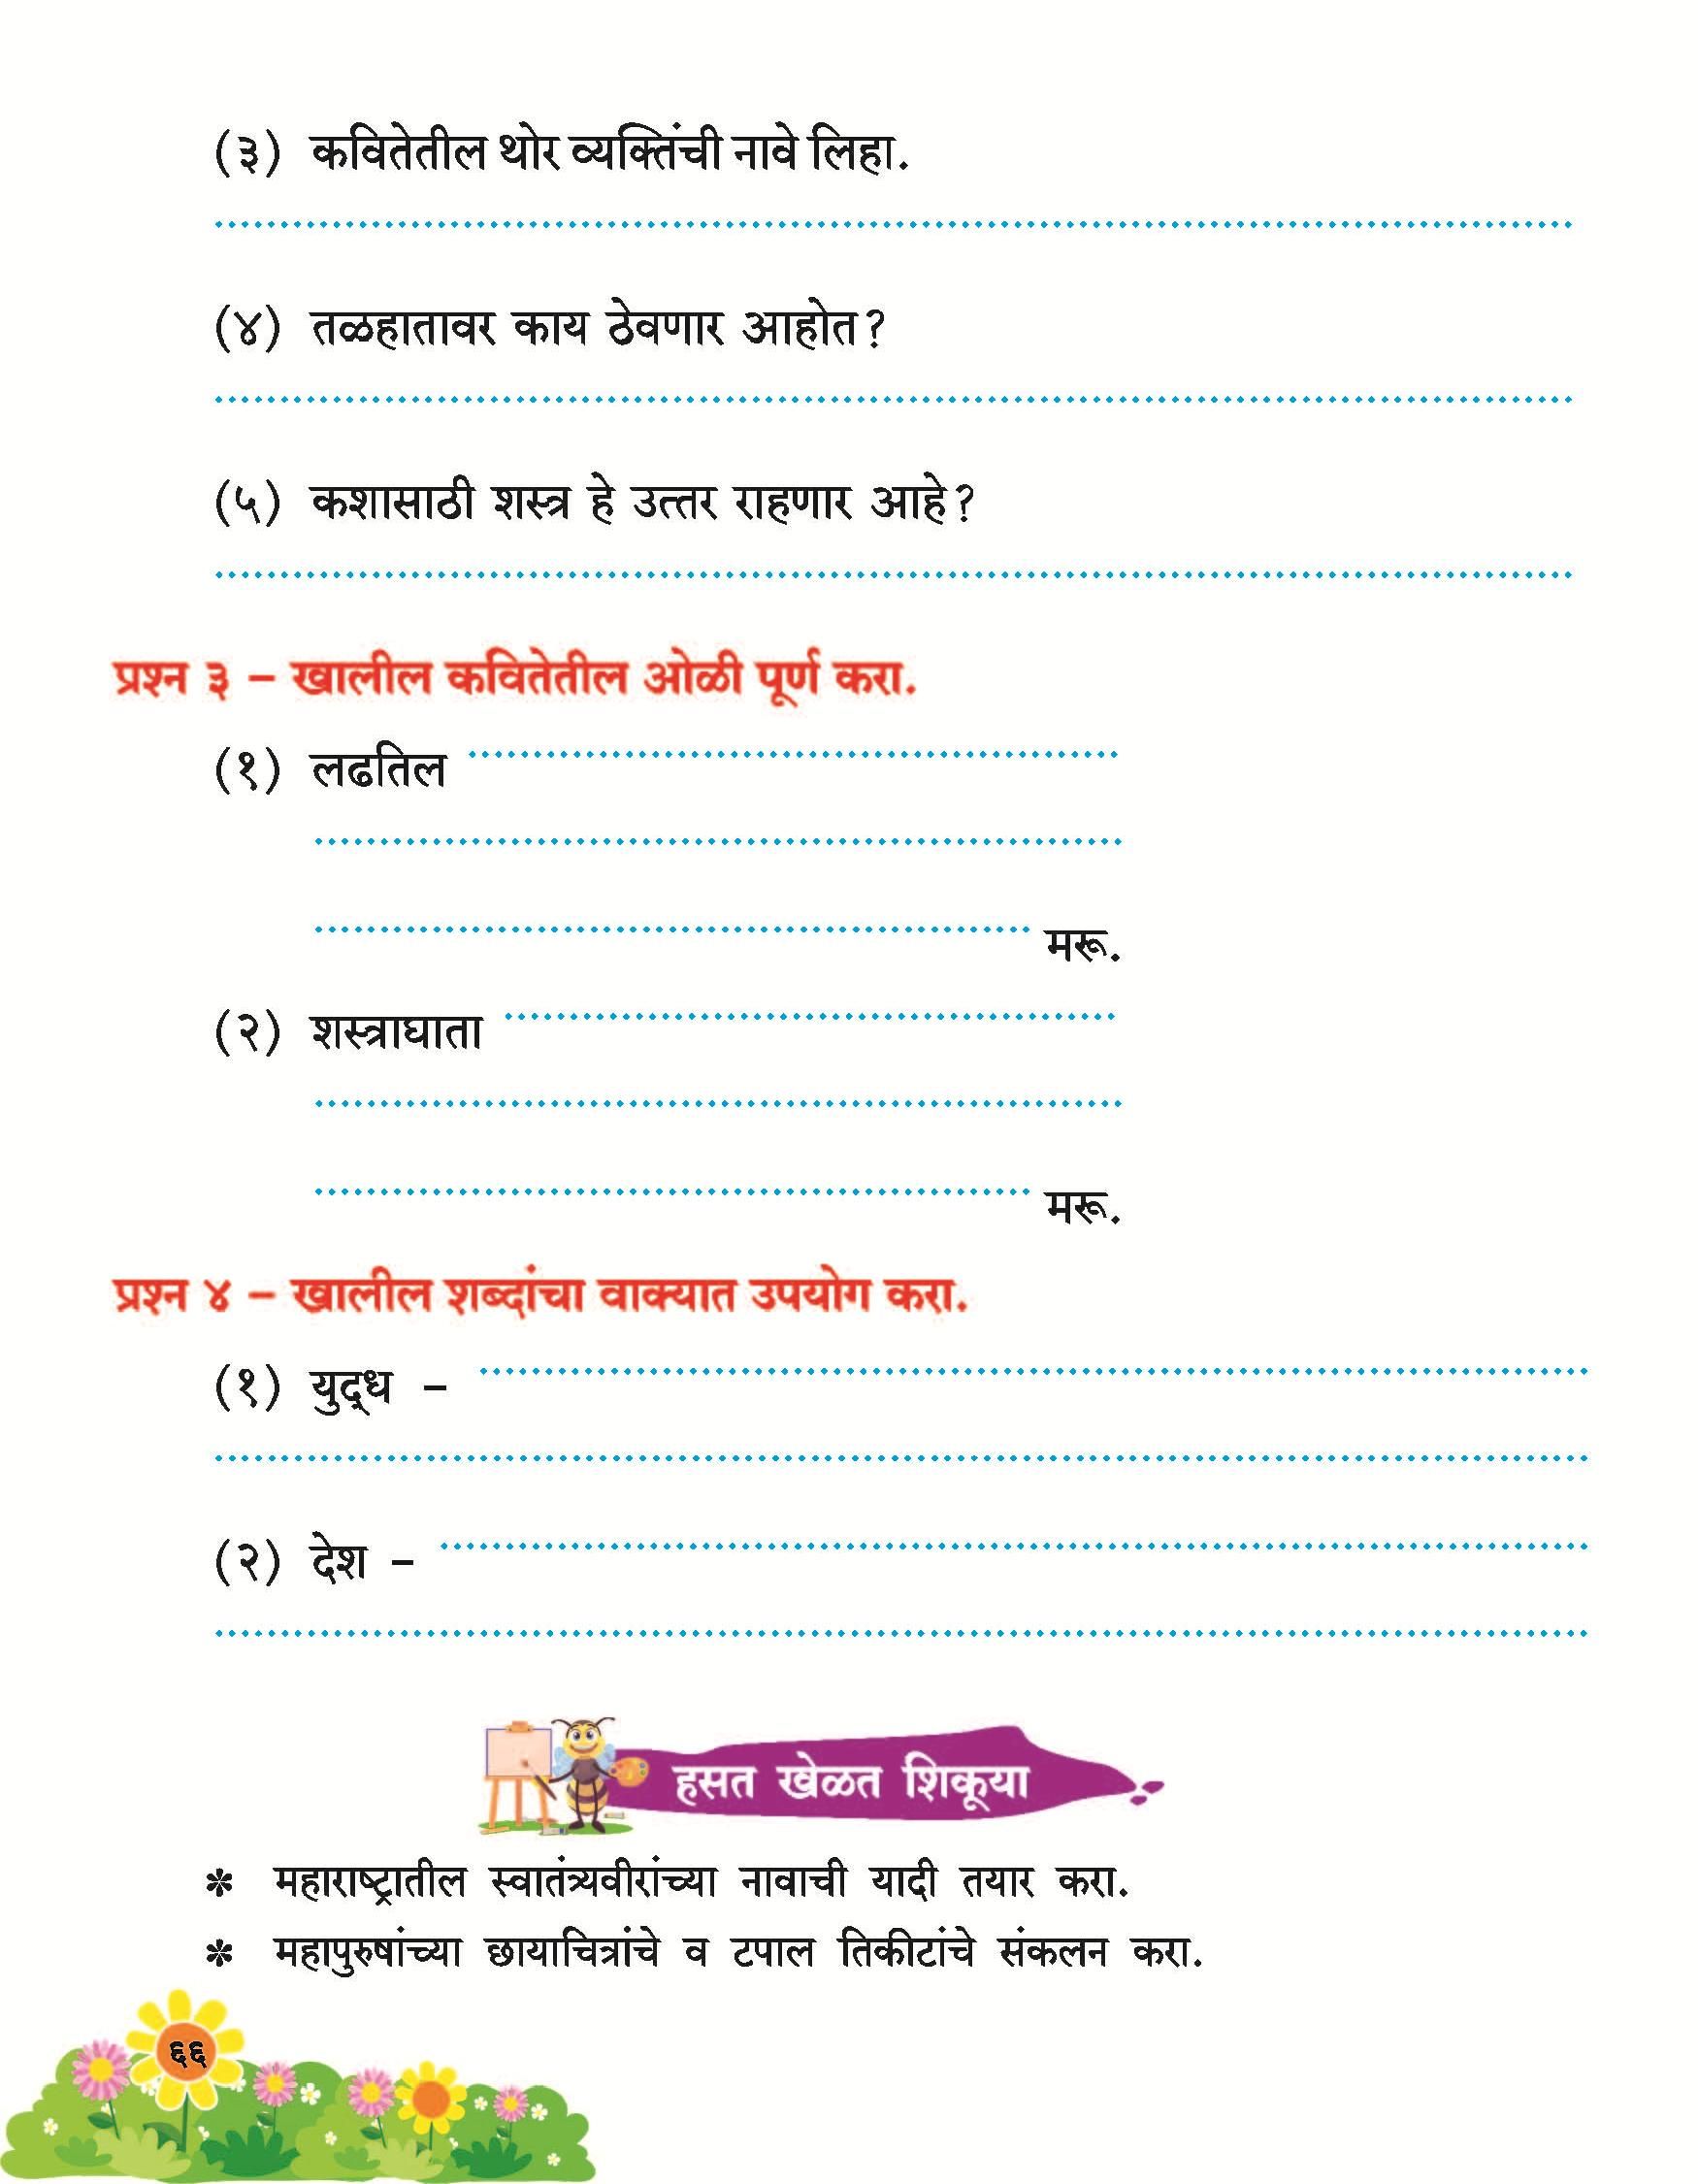 (३) कवितेतील थोर व्यक्तिंची नावे लिहा.
(४) तळहातावर काय ठेवणार आहोत?
(५) कशासाठी शस्त्र हे उत्तर राहणार आहे?
प्रश्न ३ – खालील कवितेतील ओळी पूर्ण करा.
(१) लढतिल
मरू.
(२) शस्त्राघाता
मरू.
प्रश्न ४ – खालील शब्दांचा वाक्यात उपयोग करा.
(१) युद्ध –
(२) देश –
हसत खेळत शिकूया
✽ महाराष्ट्रातील स्वातंत्र्यवीरांच्या नावाची यादी तयार करा.
✽ महापुरुषांच्या छायाचित्रांचे व टपाल तिकीटांचे संकलन करा.
६६